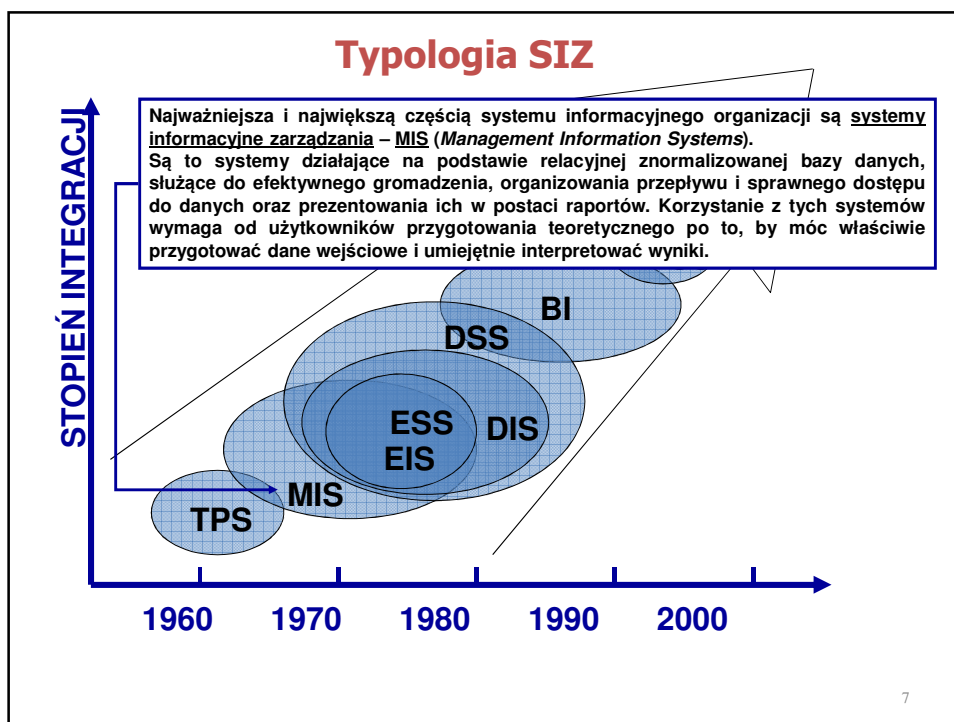 Typologia SIZ
Najważniejsza i największą częścią systemu informacyjnego organizacji są systemy
informacyjne zarządzania – MIS (Management Information Systems).
Są to systemy działające na podstawie relacyjnej znormalizowanej bazy danych,
służące do efektywnego gromadzenia, organizowania przepływu i sprawnego dostępu
do danych oraz prezentowania ich w postaci raportów. Korzystanie z tych systemów
wymaga od użytkowników przygotowania teoretycznego po to, by móc właściwie
przygotować dane wejściowe i umiejętnie interpretować wyniki.
STOPIEŃ INTEGRACJI
BI
DSS
ESS
DIS
EIS
MIS
TPS
1960 1970 1980 1990 2000
7